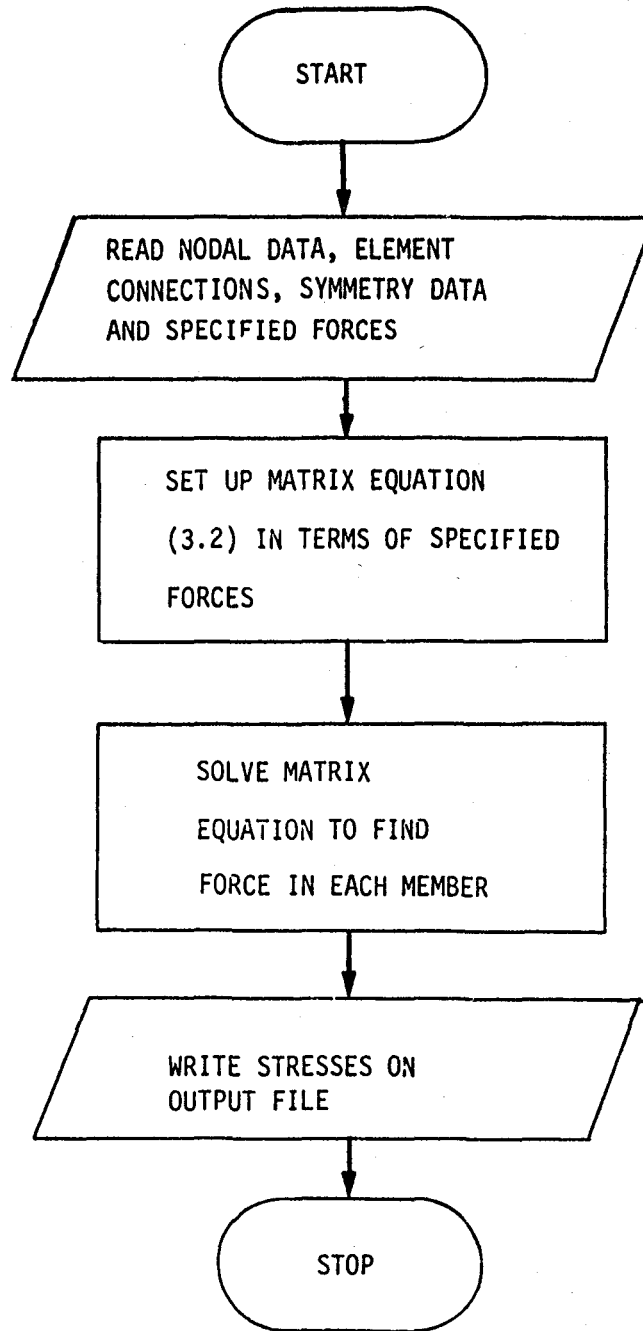 START
READ NODAL DATA, ELEMENT
CONNECTIONS, SYMMETRY DATA
AND SPECIFIED FORCES
SET UP MATRIX EQUATION
(3.2) IN TERMS OF SPECIFIED
FORCES
SOLVE MATRIX
EQUATION TO FIND
FORCE IN EACH MEMBER
WRITE STRESSES ON
OUTPUT FILE
STOP